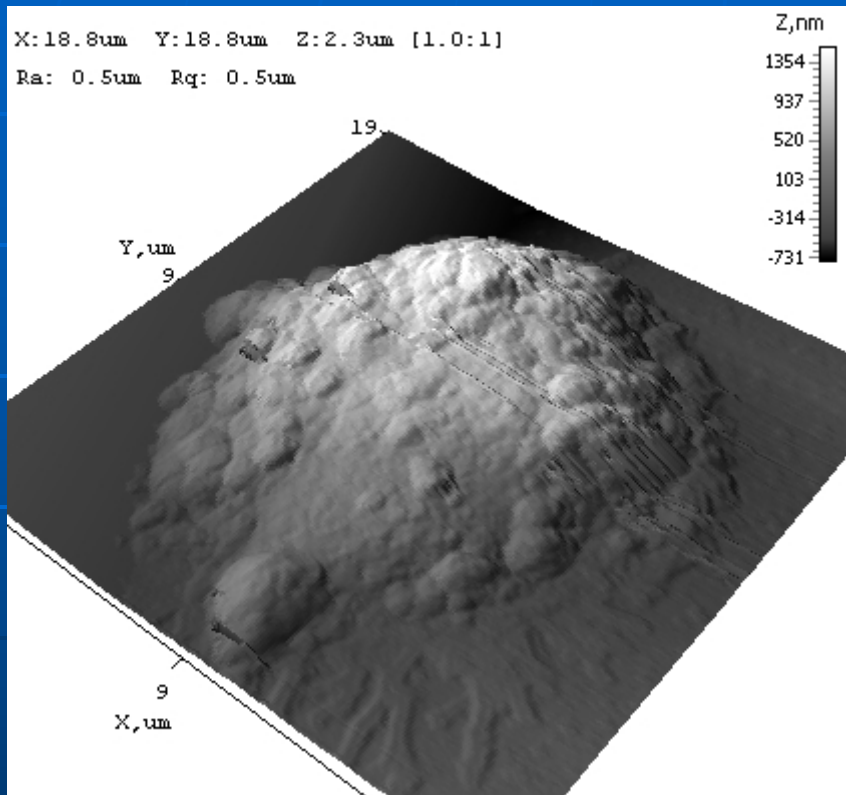 X:18.8um Y:18.8um Z:2.3um [1.0:1]
Ra: 0.5um Rq: 0.5um
Z,nm
1354
937
520
103
-314
-731
19
Y,um
9
9
X,um